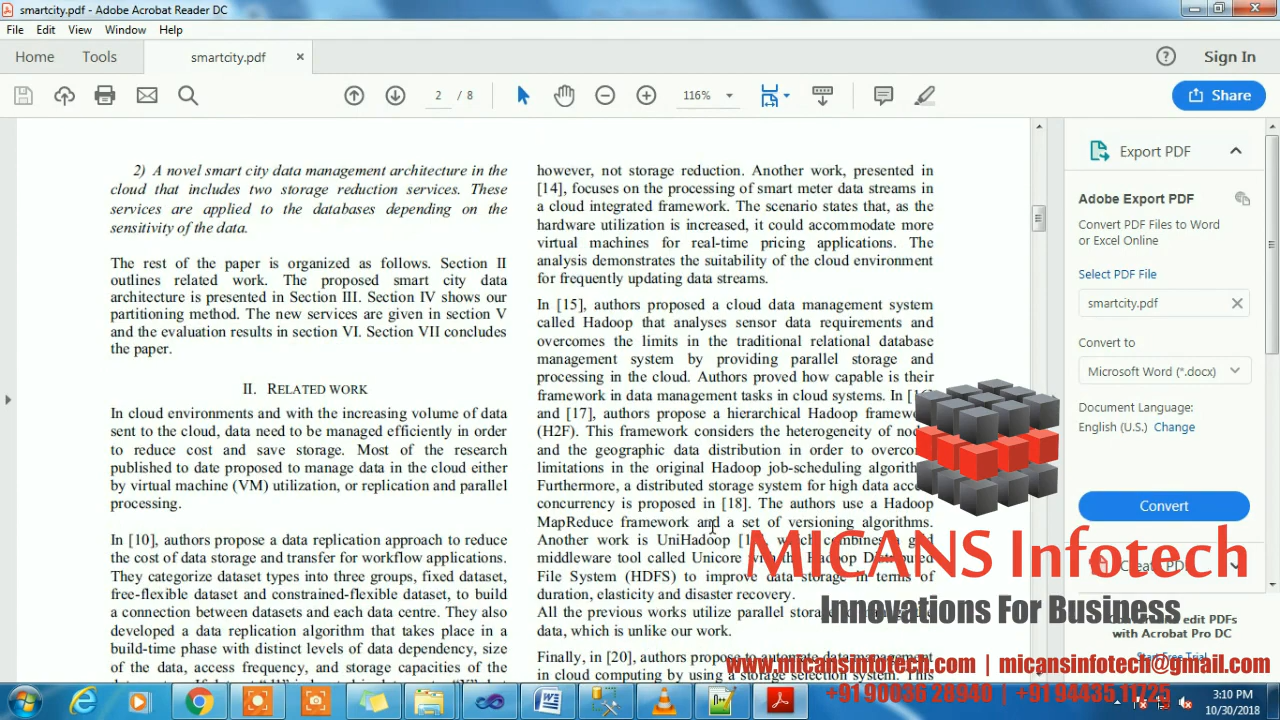 smartcity.pdf - Adobe Acrobat Reader DC
File Edit View Window Help
Home Tools smartcity.pdf × Sign In
2 / 8 116% Share
2) A novel smart city data management architecture in the
cloud that includes two storage reduction services. These
services are applied to the databases depending on the
sensitivity of the data.
The rest of the paper is organized as follows. Section II
outlines related work. The proposed smart city data
architecture is presented in Section III. Section IV shows our
partitioning method. The new services are given in section V
and the evaluation results in section VI. Section VII concludes
the paper.
II. RELATED WORK
In cloud environments and with the increasing volume of data
sent to the cloud, data need to be managed efficiently in order
to reduce cost and save storage. Most of the research
published to date proposed to manage data in the cloud either
by virtual machine (VM) utilization, or replication and parallel
processing.
In [10], authors propose a data replication approach to reduce
the cost of data storage and transfer for workflow applications.
They categorize dataset types into three groups, fixed dataset,
free-flexible dataset and constrained-flexible dataset, to build
a connection between datasets and each data centre. They also
developed a data replication algorithm that takes place in a
build-time phase with distinct levels of data dependency, size
of the data, access frequency, and storage capacities of the
however, not storage reduction. Another work, presented in
[14], focuses on the processing of smart meter data streams in
a cloud integrated framework. The scenario states that, as the
hardware utilization is increased, it could accommodate more
virtual machines for real-time pricing applications. The
analysis demonstrates the suitability of the cloud environment
for frequently updating data streams.
In [15], authors proposed a cloud data management system
called Hadoop that analyses sensor data requirements and
overcomes the limits in the traditional relational database
management system by providing parallel storage and
processing in the cloud. Authors proved how capable is their
framework in data management tasks in cloud systems. In
and [17], authors propose a hierarchical Hadoop
(H2F). This framework considers the heterogeneity of
and the geographic data distribution in order to
limitations in the original Hadoop job-scheduling
Furthermore, a distributed storage system for high data
concurrency is proposed in [18]. The authors use a Hadoop
MapReduce framework and a set of versioning algorithms.
Another work is UniHadoop
middleware tool called Unicore
File System (HDFS) to improve data storage in terms of
duration, elasticity and disaster recovery.
All the previous works utilize parallel
data, which is unlike our work.
Finally, in [20], authors propose to automate data management
in cloud computing by using a storage selection system. This
Export PDF
Adobe Export PDF
Convert PDF Files to Word
or Excel Online
Select PDF File
smartcity.pdf
Convert to
Microsoft Word (*.docx)
Document Language:
English (U.S.) Change
Convert
MICANS Infotech
Innovations For Business
edit PDFs
with Acrobat Pro DC
www.micansinfotech.com | micansinfotech@gmail.com
+91 90036 28940 | +91 94435 11725
3:10 PM
10/30/2018